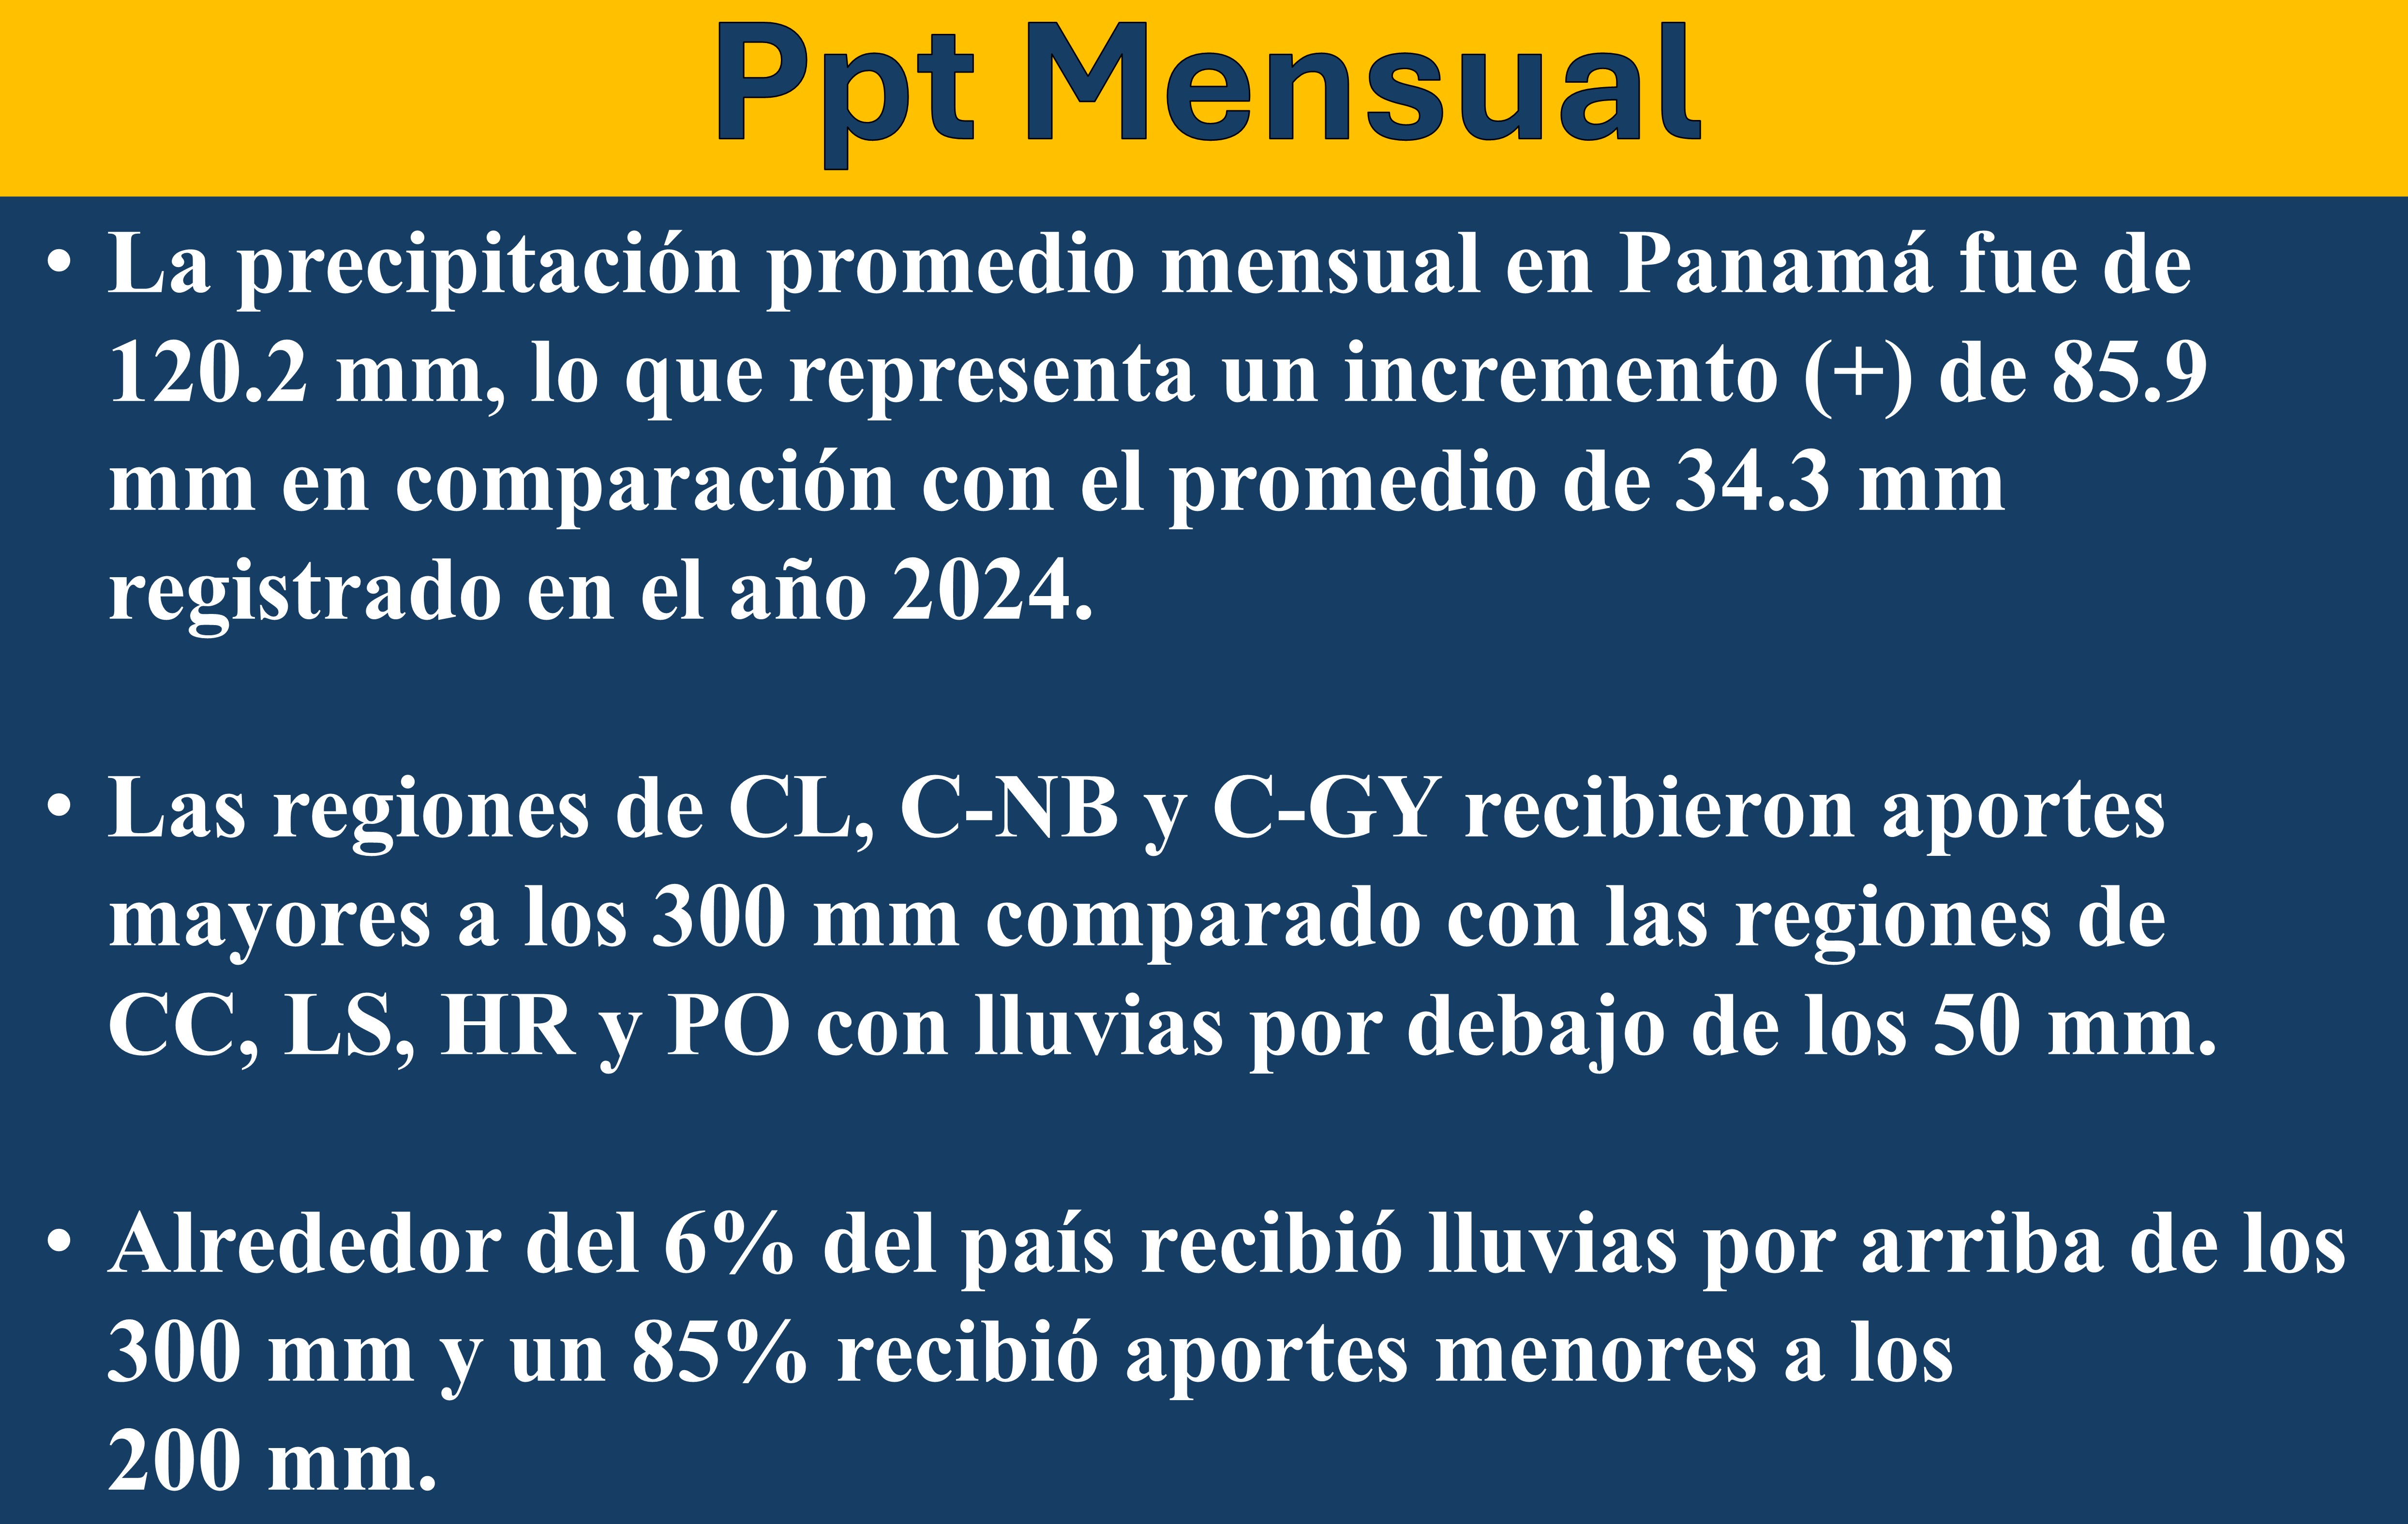 Ppt Mensual
• La precipitación promedio mensual en Panamá fue de
120.2 mm, lo que representa un incremento (+) de 85.9
mm en comparación con el promedio de 34.3 mm
registrado en el año 2024.
• Las regiones de CL, C-NB y C-GY recibieron aportes
mayores a los 300 mm comparado con las regiones de
CC, LS, HR y PO con lluvias por debajo de los 50 mm.
• Alrededor del 6% del país recibió lluvias por arriba de los
300 mm y un 85% recibió aportes menores a los
200 mm.